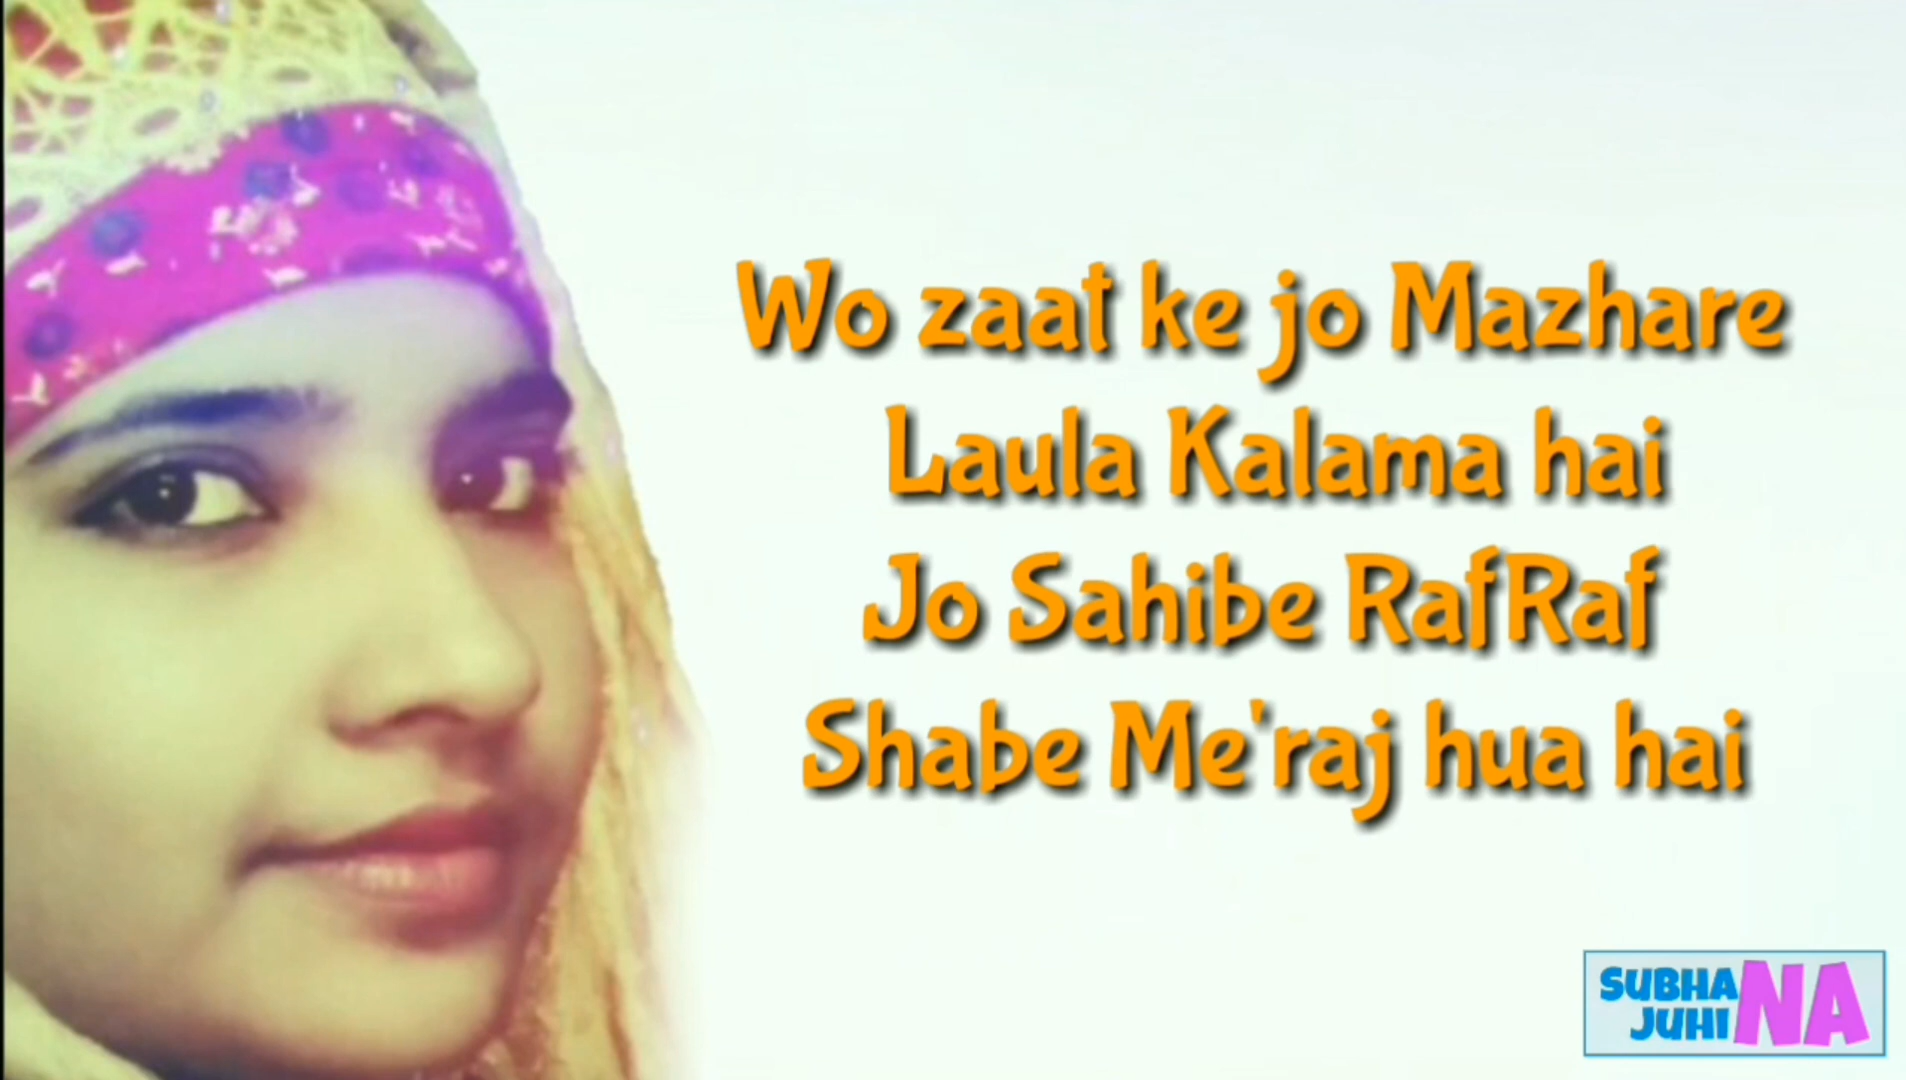 Wo zaat ke jo Mazhare
Laula Kalama hai
Jo Sahibe RafRaf
Shabe Me'raj hua hai
SUBHA NA
JUHI